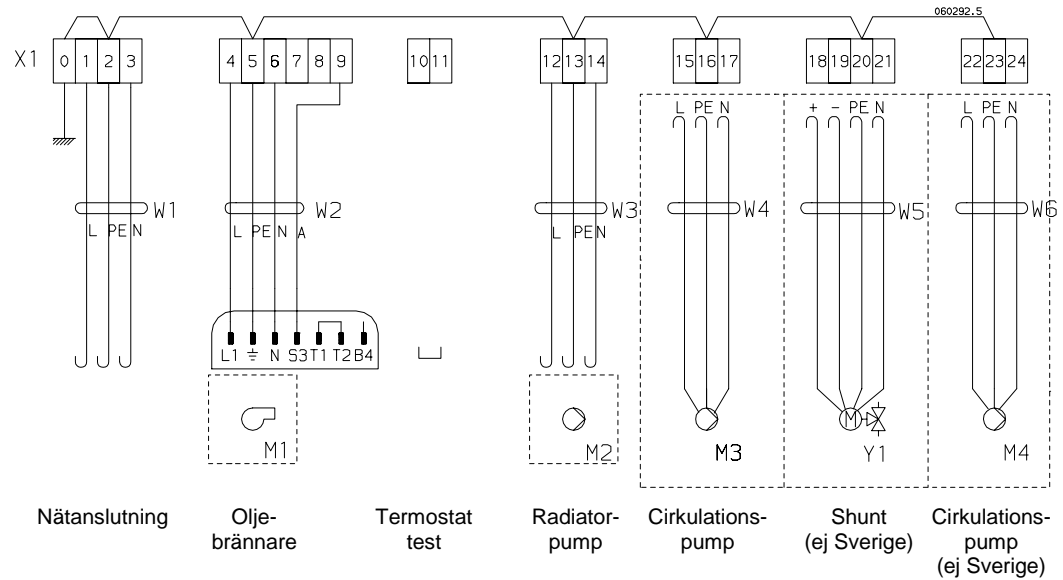 060292.5
X1 0 1 2 3 4 5 6 7 8 9 10 11 12 13 14 15 16 17 18 19 20 21 22 23 24
L PE N + - PE N L PE N
W1 W2 W3 W4 W5 W6
L PE N L PE N A L PE N
L1 N S3 T1 T2 B4
M
M1 M2 M3 Y1 M4
Nätanslutning Olje- Termostat Radiator- Cirkulations- Shunt Cirkulations-
brännare test pump pump (ej Sverige) pump
(ej Sverige)